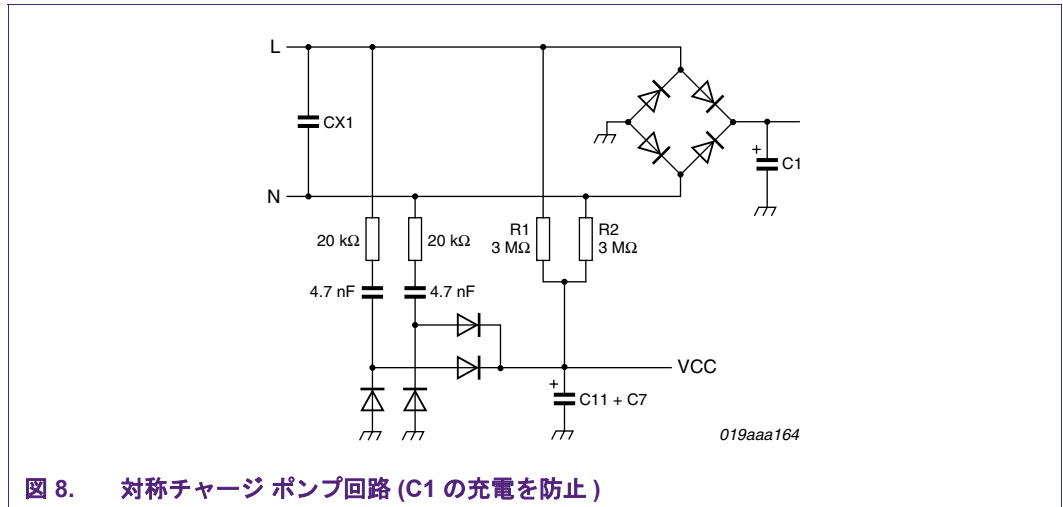 L
CX1
+
C1
N
20 kΩ
20 kΩ
R1
3 MΩ
R2
3 MΩ
4.7 nF
4.7 nF
VCC
+
C11 + C7
019aaa164
図 8. 対称チャージ ポンプ回路 (C1 の充電を防止 )